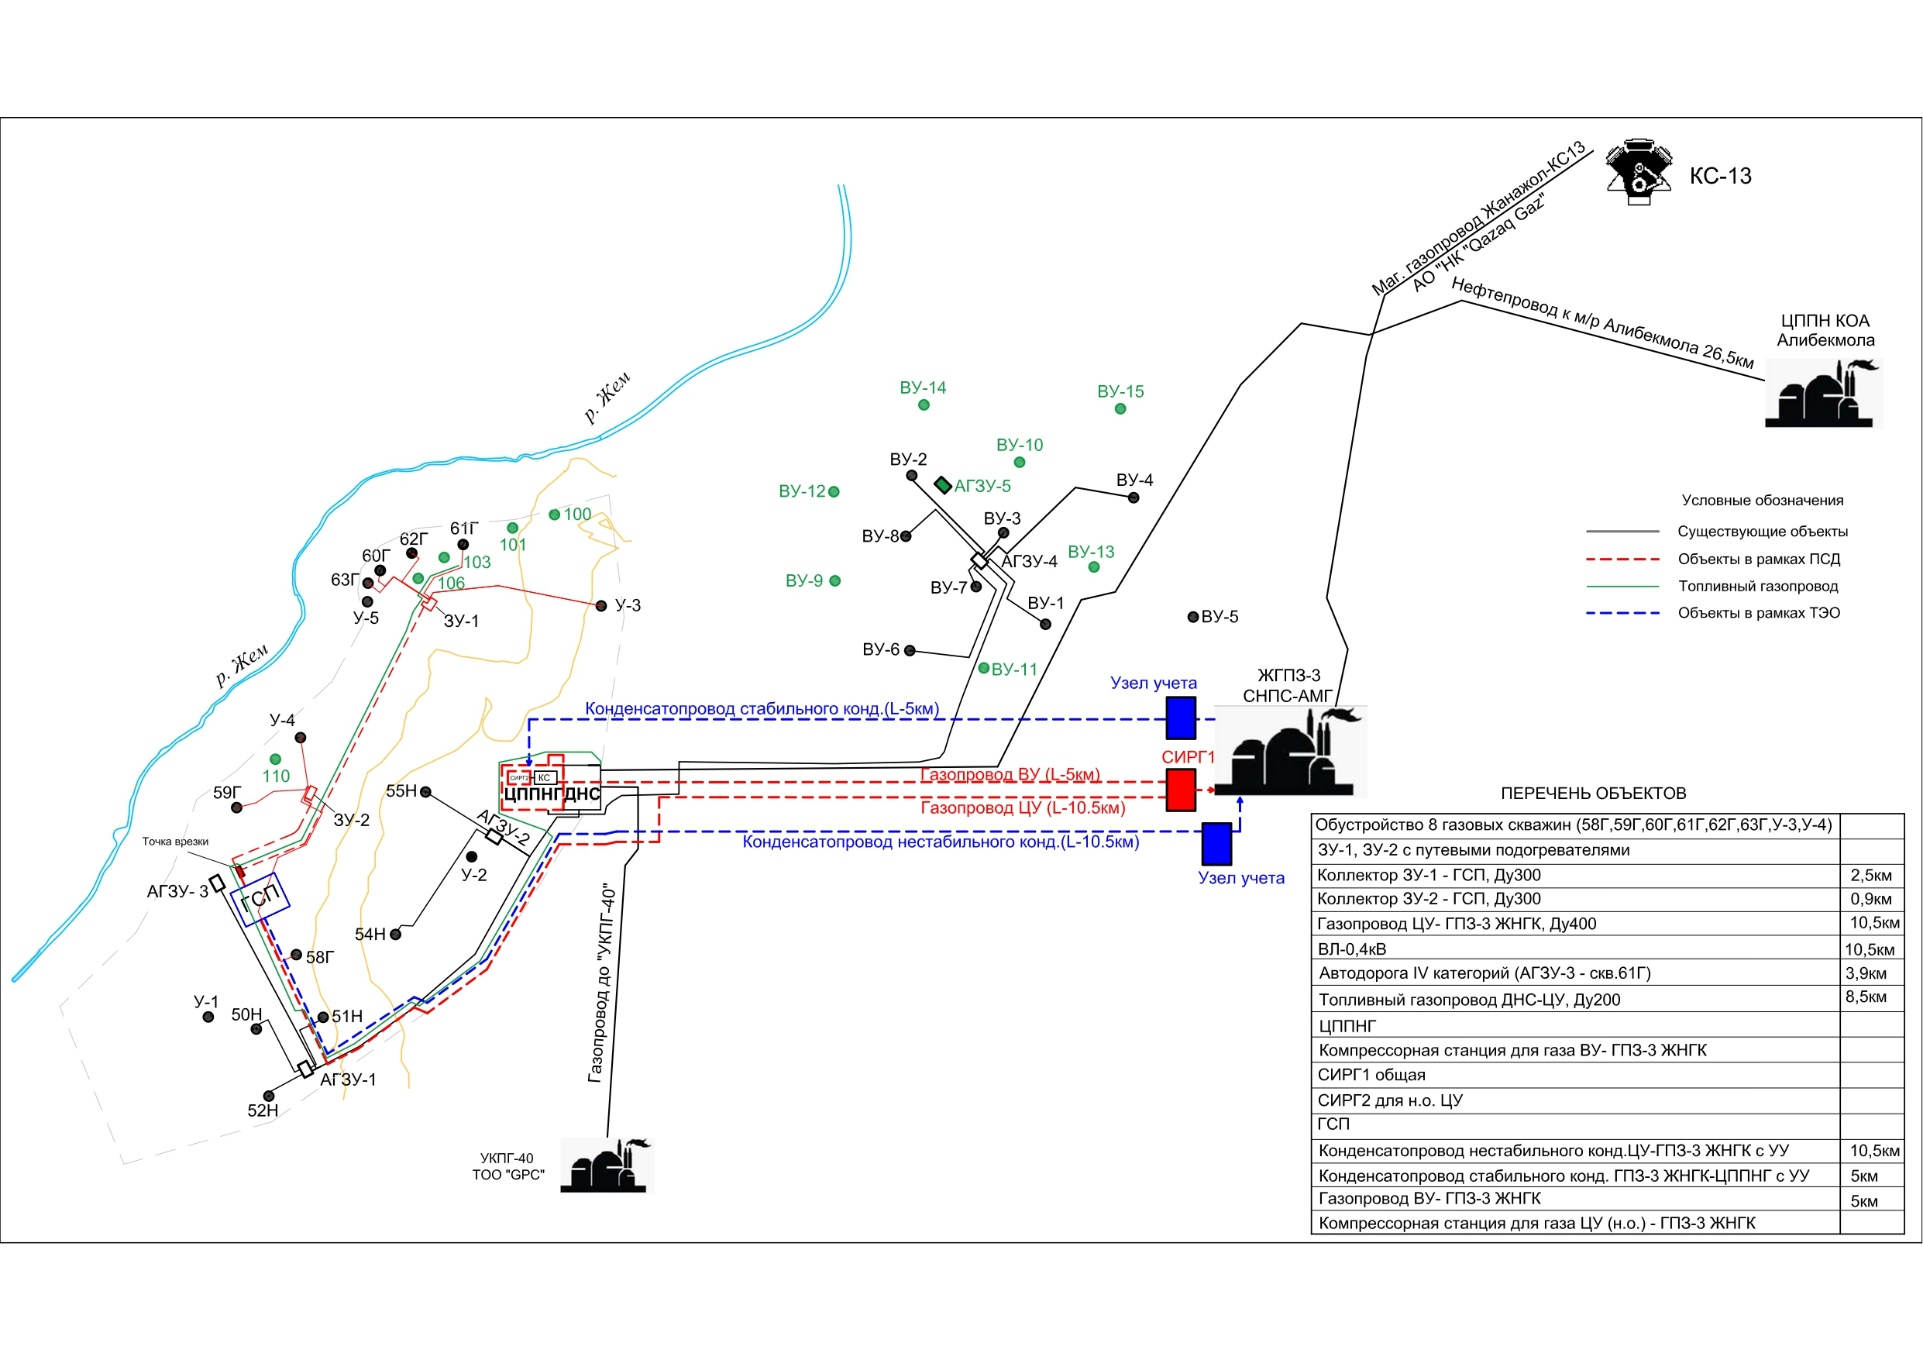 КС-13
Маг. газопровод Жанажол-КС13
АО "НК "Qazaq Gaz"
Нефтепровод к м/р Алибекмола 26,5км
ЦППН КОА
Алибекмола
р. Жем
р. Жем
ВУ-14
ВУ-15
ВУ-10
ВУ-2
АГЗУ-5
ВУ-12
ВУ-4
ВУ-3
ВУ-8
АГЗУ-4
ВУ-13
ВУ-9
ВУ-7
ВУ-1
ВУ-5
ВУ-6
ВУ-11
Условные обозначения
Существующие объекты
Объекты в рамках ПСД
Топливный газопровод
Объекты в рамках ТЭО
100
101
61Г
62Г
60Г
103
63Г
106
У-5
ЗУ-1
У-3
У-4
110
59Г
ЗУ-2
Точка врезки
АГЗУ- 3
ГСП
58Г
У-1
50Н
51Н
АГЗУ-1
52Н
55Н
АГЗУ-2
У-2
54Н
СИРГ2
КС
ЦППНГ
ДНС
Конденсатопровод стабильного конд.(L-5км)
Узел учета
ЖГПЗ-3
СНПС-АМГ
СИРГ1
Газопровод ВУ (L-5км)
Газопровод ЦУ (L-10.5км)
Конденсатопровод нестабильного конд.(L-10.5км)
Узел учета
Газопровод до "УКПГ-40"
УКПГ-40
ТОО "GPC"
ПЕРЕЧЕНЬ ОБЪЕКТОВ
Обустройство 8 газовых скважин (58Г,59Г,60Г,61Г,62Г,63Г,У-3,У-4)
ЗУ-1, ЗУ-2 с путевыми подогревателями
Коллектор ЗУ-1 - ГСП, Ду300 2,5км
Коллектор ЗУ-2 - ГСП, Ду300 0,9км
Газопровод ЦУ- ГПЗ-3 ЖНГК, Ду400 10,5км
ВЛ-0,4кВ 10,5км
Автодорога IV категорий (АГЗУ-3 - скв.61Г) 3,9км
Топливный газопровод ДНС-ЦУ, Ду200 8,5км
ЦППНГ
Компрессорная станция для газа ВУ- ГПЗ-3 ЖНГК
СИРГ1 общая
СИРГ2 для н.о. ЦУ
ГСП
Конденсатопровод нестабильного конд.ЦУ-ГПЗ-3 ЖНГК с УУ 10,5км
Конденсатопровод стабильного конд. ГПЗ-3 ЖНГК-ЦППНГ с УУ 5км
Газопровод ВУ- ГПЗ-3 ЖНГК 5км
Компрессорная станция для газа ЦУ (н.о.) - ГПЗ-3 ЖНГК